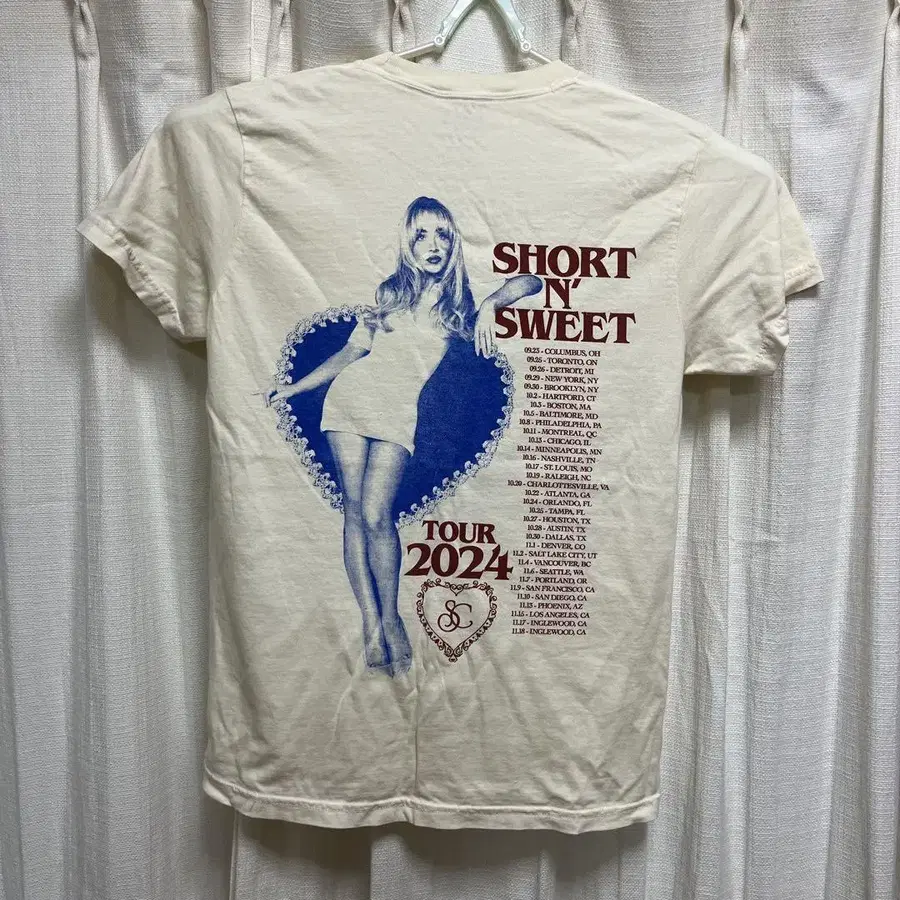 SHORT
N'
SWEET
09.23 - COLUMBUS, OH
09.25 - TORONTO, ON
09.26 - DETROIT, MI
09.29 - NEW YORK, NY
09.30 - BROOKLYN, NY
10.2 - HARTFORD, CT
10.3 - BOSTON, MA
10.5 - BALTIMORE, MD
10.8 - PHILADELPHIA, PA
10.11 - MONTREAL, QC
10.13 - CHICAGO, IL
10.14 - MINNEAPOLIS, MN
10.16 - NASHVILLE, TN
10.17 - ST. LOUIS, MO
10.19 - RALEIGH, NC
10.20 - CHARLOTTESVILLE, VA
10.22 - ATLANTA, GA
10.24 - ORLANDO, FL
10.25 - TAMPA, FL
10.27 - HOUSTON, TX
10.28 - AUSTIN, TX
10.30 - DALLAS, TX
11.1 - DENVER, CO
11.2 - SALT LAKE CITY, UT
11.4 - VANCOUVER, BC
11.6 - SEATTLE, WA
11.7 - PORTLAND, OR
11.9 - SAN FRANCISCO, CA
11.10 - SAN DIEGO, CA
11.13 - PHOENIX, AZ
11.15 - LOS ANGELES, CA
11.17 - INGLEWOOD, CA
11.18 - INGLEWOOD, CA
TOUR
2024
SC